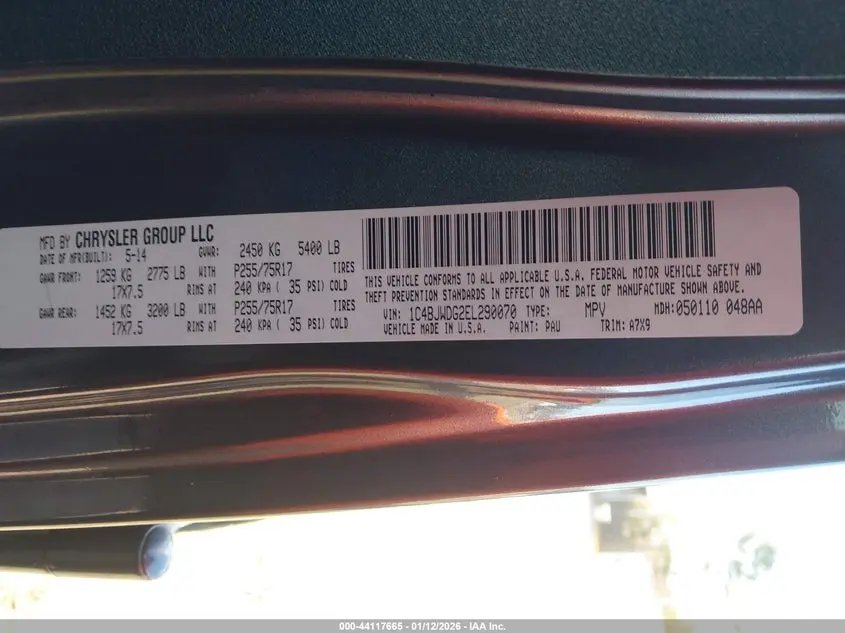 MFD BY CHRYSLER GROUP LLC
DATE OF MFR(BUILT): 5-14 GVWR: 2450 KG 5400 LB
GAWR FRONT: 1259 KG 2775 LB WITH P255/75R17 TIRES
17X7.5 RIMS AT 240 KPA ( 35 PSI) COLD
GAWR REAR: 1452 KG 3200 LB WITH P255/75R17 TIRES
17X7.5 RIMS AT 240 KPA ( 35 PSI) COLD
THIS VEHICLE CONFORMS TO ALL APPLICABLE U.S.A. FEDERAL MOTOR VEHICLE SAFETY AND
THEFT PREVENTION STANDARDS IN EFFECT ON THE DATE OF MANUFACTURE SHOWN ABOVE.
VIN: 1C4BJWDG2EL290070 TYPE: MPV MDH:050110 048AA
VEHICLE MADE IN U.S.A. PAINT: PAU TRIM: A7X9
000-44117665 - 01/12/2026 - IAA Inc.